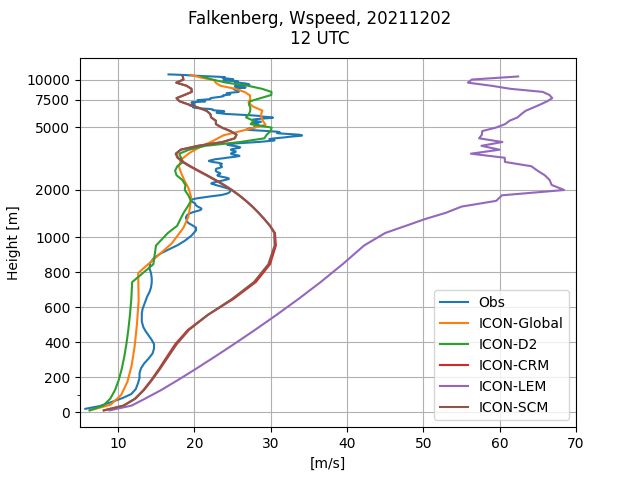 Falkenberg, Wspeed, 20211202
12 UTC
Height [m]
10000
7500
5000
2000
1000
800
600
400
200
0
Obs
ICON-Global
ICON-D2
ICON-CRM
ICON-LEM
ICON-SCM
10 20 30 40 50 60 70
[m/s]